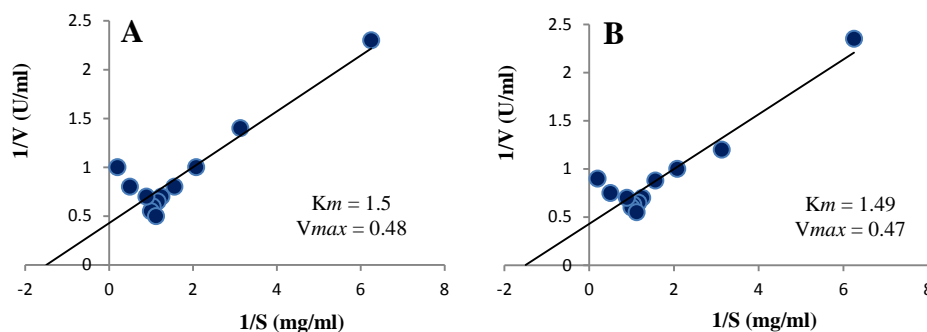 A
1/V (U/ml)
2.5
2
1.5
1
0.5
0
-2 0 2 4 6 8
1/S (mg/ml)
Km = 1.5
Vmax = 0.48
B
1/V (U/ml)
2.5
2
1.5
1
0.5
0
-2 0 2 4 6 8
1/S (mg/ml)
Km = 1.49
Vmax = 0.47